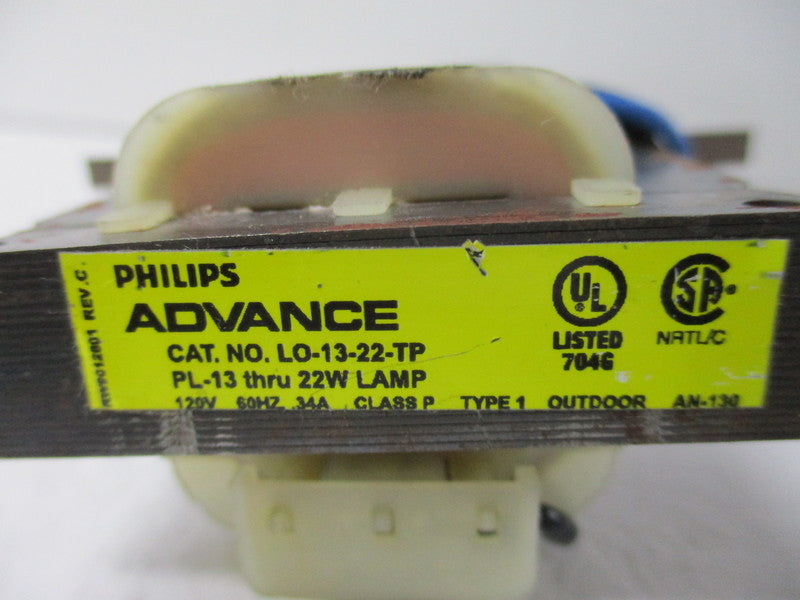 PHILIPS
ADVANCE
CAT. NO. LO-13-22-TP
PL-13 thru 22W LAMP
120V 60HZ .34A CLASS P TYPE 1 OUTDOOR AN-130
UL
LISTED
704G
SA
NRTL/C
REV.C